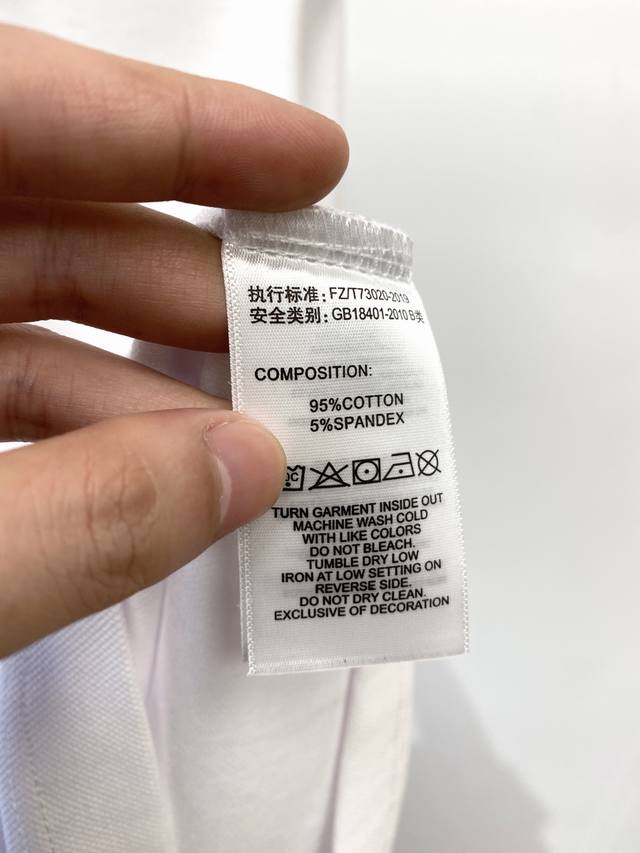 执行标准: FZ/T73020-2019
安全类别: GB18401-2010 B类
COMPOSITION:
95%COTTON
5%SPANDEX
TURN GARMENT INSIDE OUT
MACHINE WASH COLD
WITH LIKE COLORS
DO NOT BLEACH.
TUMBLE DRY LOW
IRON AT LOW SETTING ON
REVERSE SIDE.
DO NOT DRY CLEAN.
EXCLUSIVE OF DECORATION